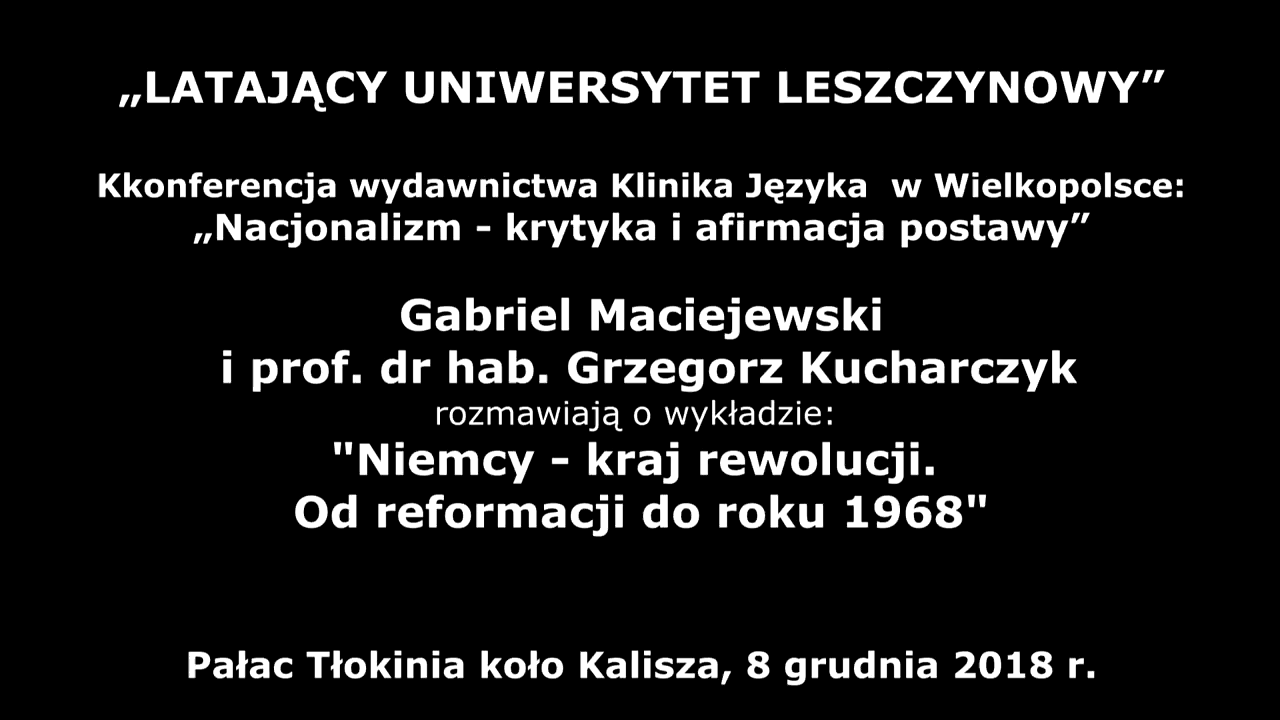 „LATAJĄCY UNIWERSYTET LESZCZYNOWY”
Kkonferencja wydawnictwa Klinika Języka  w Wielkopolsce:
„Nacjonalizm - krytyka i afirmacja postawy”
Gabriel Maciejewski
i prof. dr hab. Grzegorz Kucharczyk
rozmawiają o wykładzie:
"Niemcy - kraj rewolucji.
Od reformacji do roku 1968"
Pałac Tłokinia koło Kalisza, 8 grudnia 2018 r.